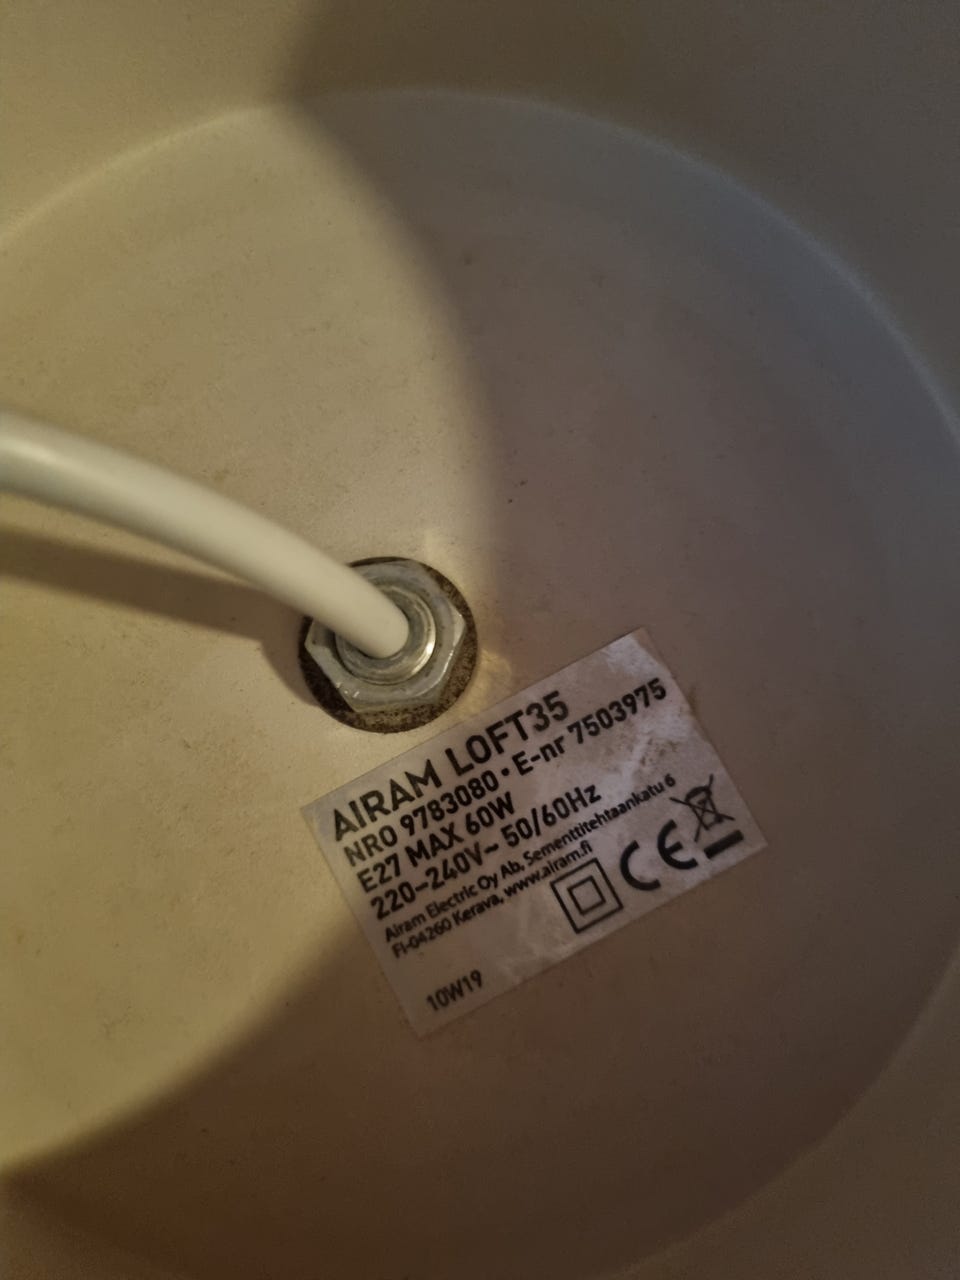 AIRAM LOFT35
NRO 9783080 • E-nr 7503975
E27 MAX 60W
220–240V~ 50/60Hz
Airam Electric Oy Ab, Sementtitehtaankatu 6
FI-04260 Kerava, www.airam.fi
CE
10W19